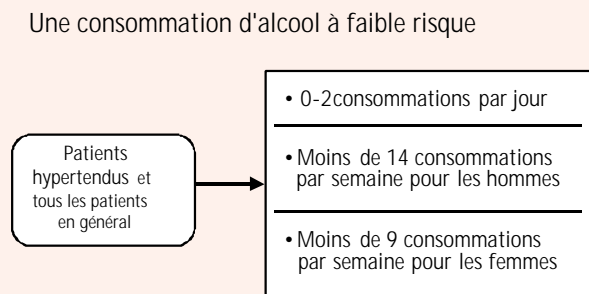 Une consommation d'alcool à faible risque
Patients
hypertendus et
tous les patients
en général
• 0-2consommations par jour
• Moins de 14 consommations
par semaine pour les hommes
• Moins de 9 consommations
par semaine pour les femmes